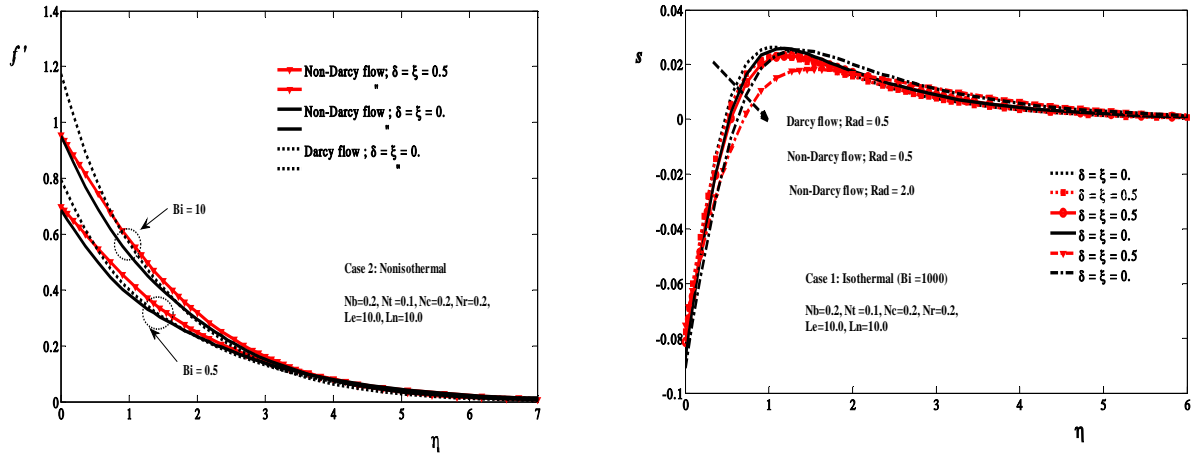 f '
1.4
1.2
1
0.8
0.6
0.4
0.2
0
0 1 2 3 4 5 6 7
η
Non-Darcy flow; δ = ξ = 0.5
"
Non-Darcy flow ; δ = ξ = 0.
"
Darcy flow ; δ = ξ = 0.
"
Bi = 10
Bi = 0.5
Case 2: Nonisothermal
Nb=0.2, Nt =0.1, Nc=0.2, Nr=0.2,
Le=10.0, Ln=10.0
s
0.04
0.02
0
-0.02
-0.04
-0.06
-0.08
-0.1
0 1 2 3 4 5 6
η
Darcy flow; Rad = 0.5
Non-Darcy flow; Rad = 0.5
Non-Darcy flow; Rad = 2.0
δ = ξ = 0.
δ = ξ = 0.5
δ = ξ = 0.5
δ = ξ = 0.
δ = ξ = 0.5
δ = ξ = 0.
Case 1: Isothermal (Bi =1000)
Nb=0.2, Nt =0.1, Nc=0.2, Nr=0.2,
Le=10.0, Ln=10.0